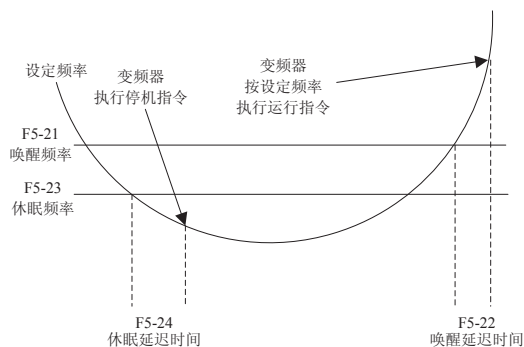 设定频率
变频器
执行停机指令
变频器
按设定频率
执行运行指令
F5-21
唤醒频率
F5-23
休眠频率
F5-24
休眠延迟时间
F5-22
唤醒延迟时间